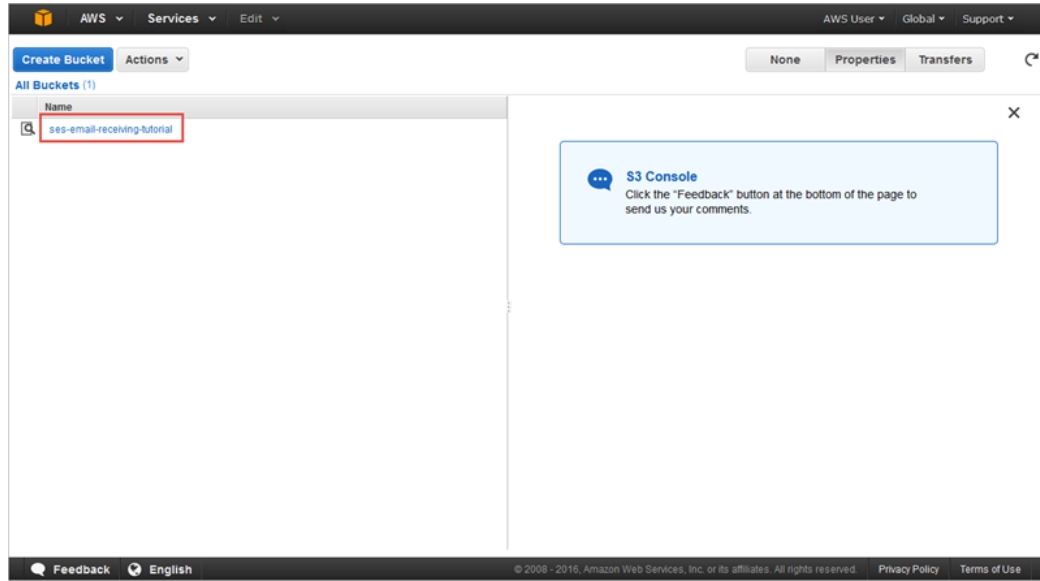 AWS Services Edit AWS User Global Support
Create Bucket Actions None Properties Transfers
All Buckets (1)
Name
ses-email-receiving-tutorial
S3 Console
Click the "Feedback" button at the bottom of the page to
send us your comments.
Feedback English © 2008 - 2016, Amazon Web Services, Inc. or its affiliates. All rights reserved. Privacy Policy Terms of Use